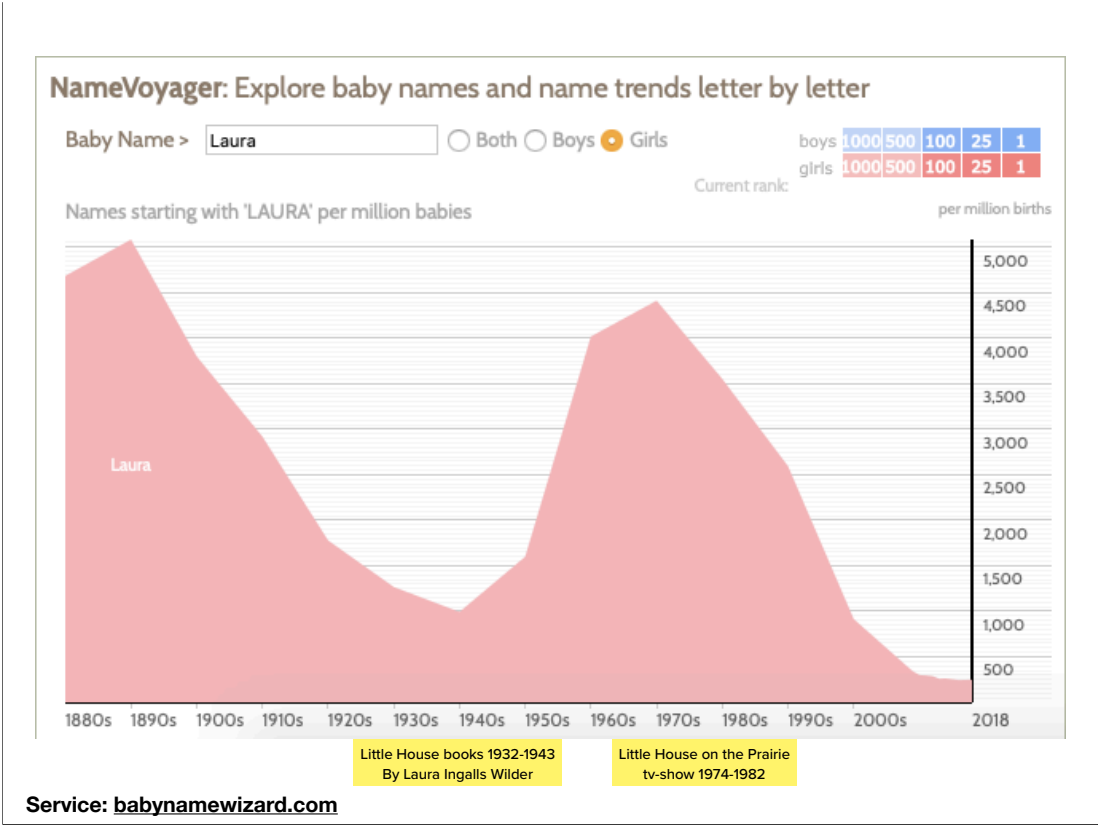 NameVoyager: Explore baby names and name trends letter by letter
Baby Name > Laura Both Boys Girls
boys 1000 500 100 25 1
girls 1000 500 100 25 1
Current rank:
Names starting with 'LAURA' per million babies
per million births
5,000
4,500
4,000
3,500
3,000
2,500
2,000
1,500
1,000
500
Laura
1880s 1890s 1900s 1910s 1920s 1930s 1940s 1950s 1960s 1970s 1980s 1990s 2000s 2018
Little House books 1932-1943
By Laura Ingalls Wilder
Little House on the Prairie
tv-show 1974-1982
Service: babynamewizard.com